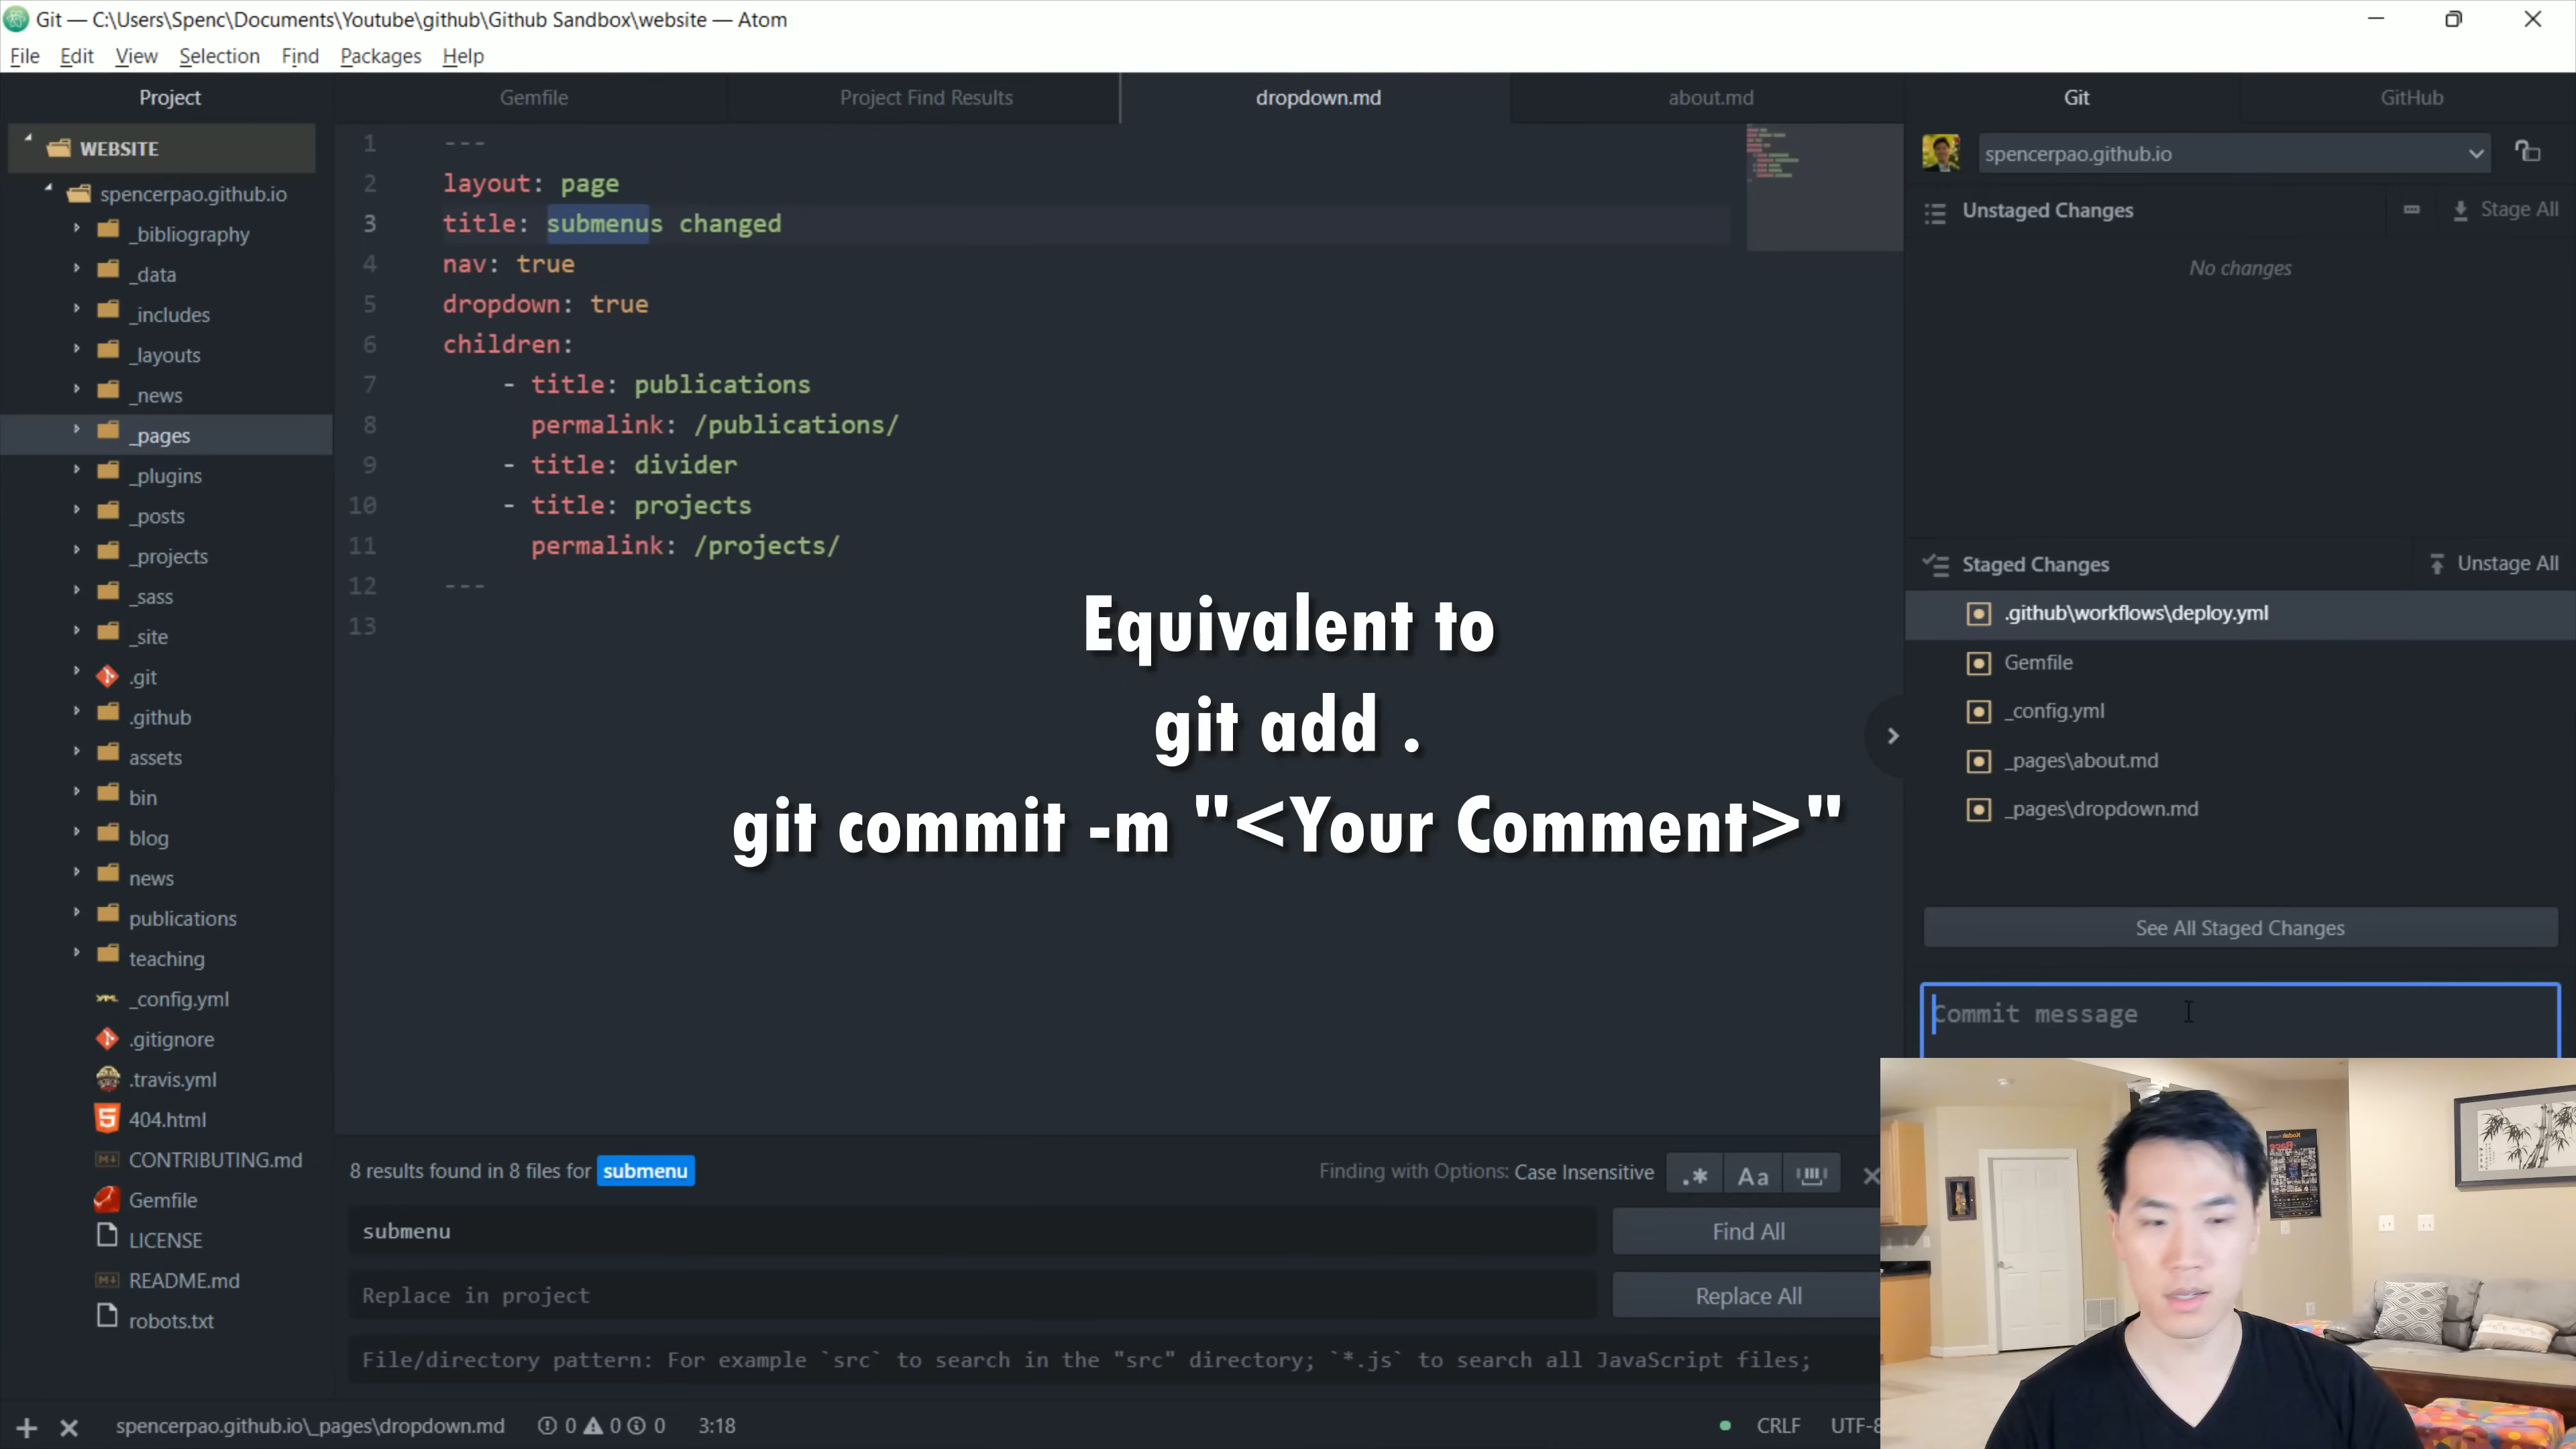 Git — C:\Users\Spenc\Documents\Youtube\github\Github Sandbox\website — Atom
File Edit View Selection Find Packages Help
Project
WEBSITE
spencerpao.github.io
_bibliography
_data
_includes
_layouts
_news
_pages
_plugins
_posts
_projects
_sass
_site
.git
.github
assets
bin
blog
news
publications
teaching
_config.yml
.gitignore
.travis.yml
404.html
CONTRIBUTING.md
Gemfile
LICENSE
README.md
robots.txt
Gemfile Project Find Results dropdown.md about.md
1 ---
2 layout: page
3 title: submenus changed
4 nav: true
5 dropdown: true
6 children:
7 - title: publications
8 permalink: /publications/
9 - title: divider
10 - title: projects
11 permalink: /projects/
12 ---
13
Equivalent to
git add .
git commit -m "<Your Comment>"
8 results found in 8 files for submenu
Finding with Options: Case Insensitive .* Aa
submenu Find All
Replace in project Replace All
File/directory pattern: For example `src` to search in the "src" directory; `*.js` to search all JavaScript files;
Git GitHub
spencerpao.github.io
Unstaged Changes Stage All
No changes
Staged Changes Unstage All
.github\workflows\deploy.yml
Gemfile
_config.yml
_pages\about.md
_pages\dropdown.md
See All Staged Changes
Commit message
spencerpao.github.io\_pages\dropdown.md 0 0 0 3:18 CRLF UTF-8